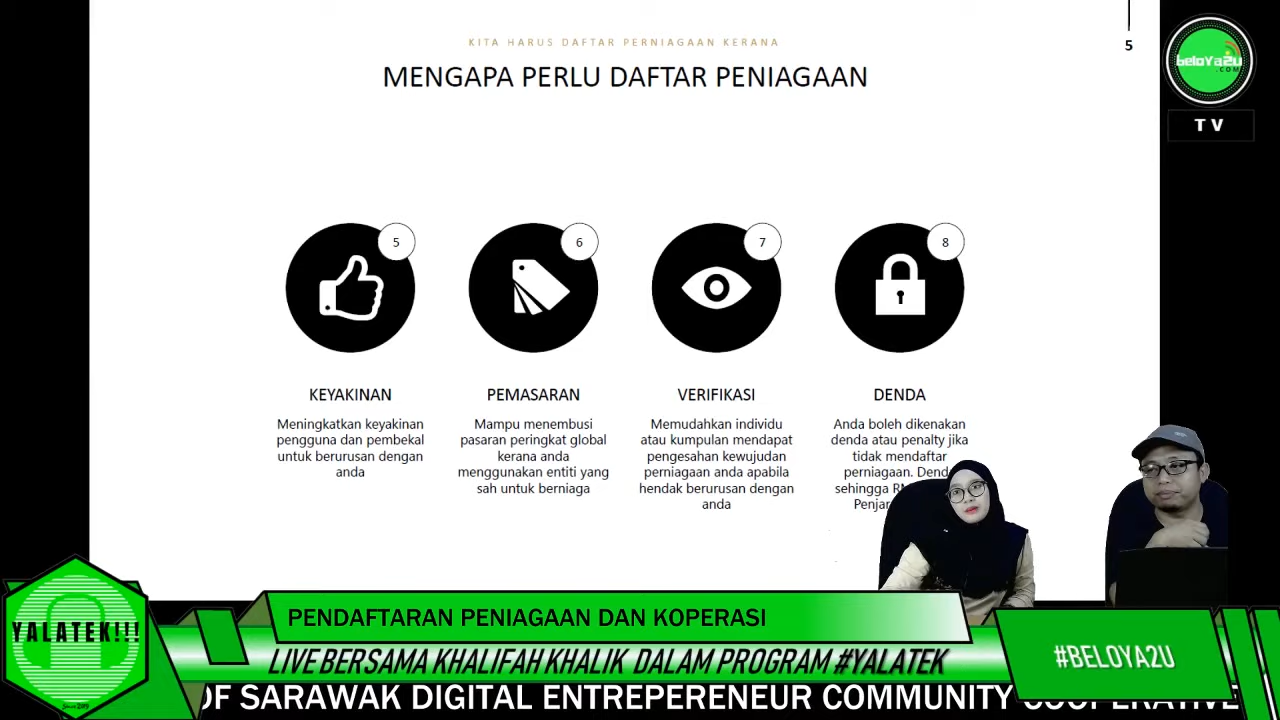 KITA HARUS DAFTAR PERNIAGAAN KERANA
5
MENGAPA PERLU DAFTAR PENIAGAAN
beloYa2u
.COM
TV
5
6
7
8
KEYAKINAN
Meningkatkan keyakinan
pengguna dan pembekal
untuk berurusan dengan
anda
PEMASARAN
Mampu menembusi
pasaran peringkat global
kerana anda
menggunakan entiti yang
sah untuk berniaga
VERIFIKASI
Memudahkan individu
atau kumpulan mendapat
pengesahan kewujudan
perniagaan anda apabila
hendak berurusan dengan
anda
DENDA
Anda boleh dikenakan
denda atau penalty jika
tidak mendaftar
perniagaan.
sehingga
YALATEK!!!
PENDAFTARAN PENIAGAAN DAN KOPERASI
LIVE BERSAMA KHALIFAH KHALIK DALAM PROGRAM #YALATEK
#BELOYA2U
OF SARAWAK DIGITAL ENTREPERENEUR COMMUNITY COOPERATIVE